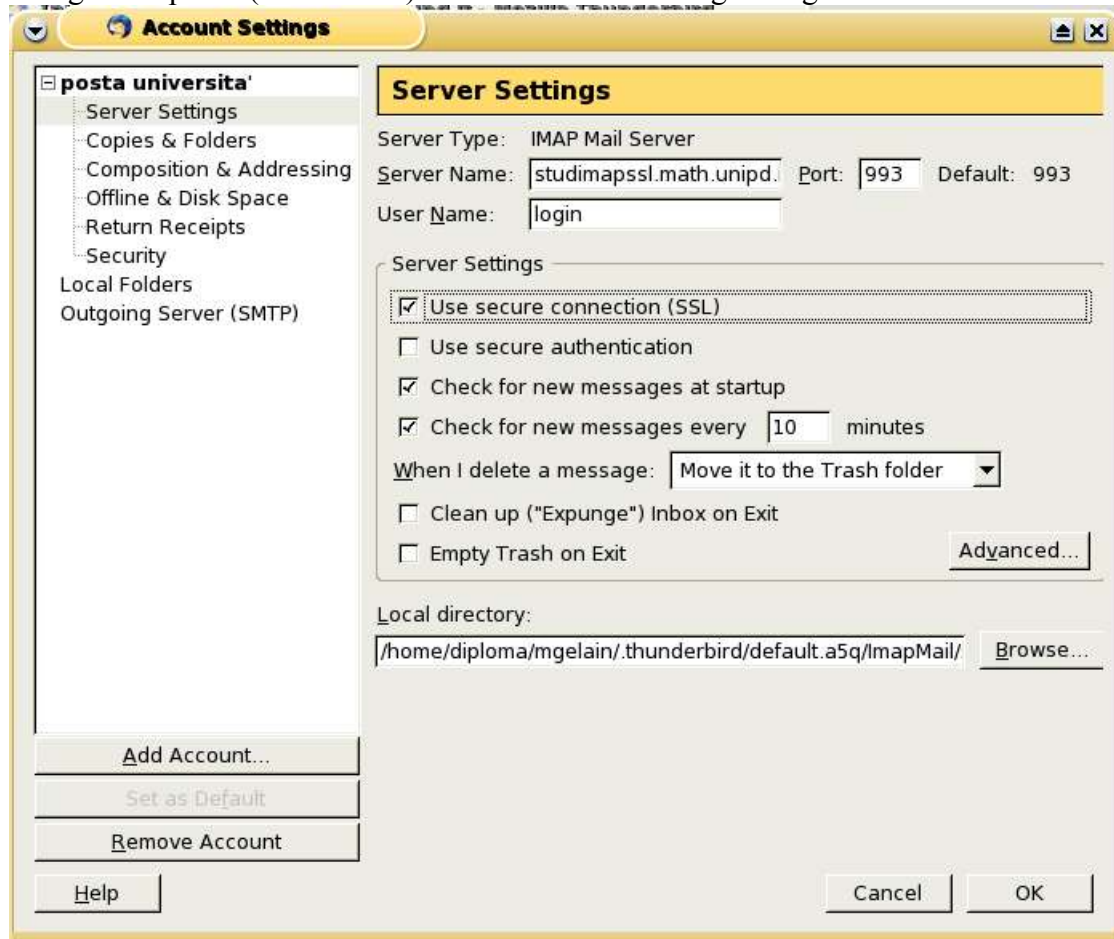 Account Settings
posta universita'
Server Settings
Copies & Folders
Composition & Addressing
Offline & Disk Space
Return Receipts
Security
Local Folders
Outgoing Server (SMTP)
Add Account...
Set as Default
Remove Account
Help
Server Settings
Server Type: IMAP Mail Server
Server Name: studimapssl.math.unipd. Port: 993 Default: 993
User Name: login
Server Settings
Use secure connection (SSL)
Use secure authentication
Check for new messages at startup
Check for new messages every 10 minutes
When I delete a message: Move it to the Trash folder
Clean up ("Expunge") Inbox on Exit
Empty Trash on Exit
Advanced...
Local directory:
/home/diploma/mgelain/.thunderbird/default.a5q/ImapMail/ Browse...
Cancel OK